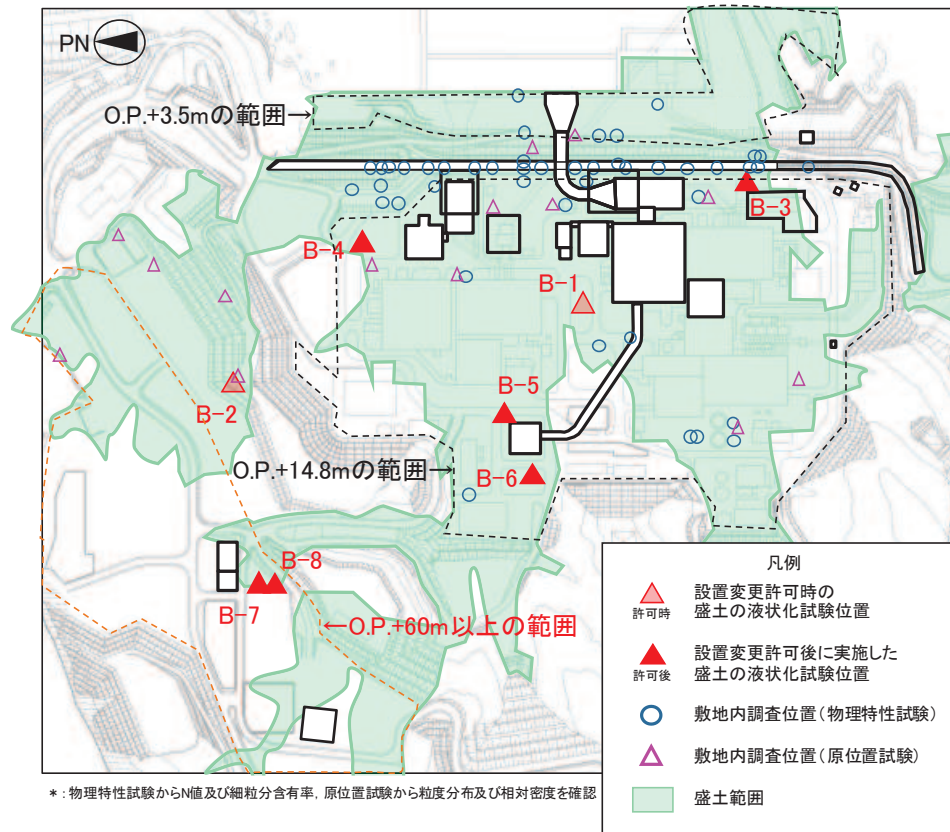 PN
O.P.+3.5mの範囲→
B-3
B-4
B-1
B-2
B-5
O.P.+14.8mの範囲→
B-6
B-8
B-7
←O.P.+60m以上の範囲
凡例
許可時
設置変更許可時の
盛土の液状化試験位置
許可後
設置変更許可後に実施した
盛土の液状化試験位置
敷地内調査位置(物理特性試験)
敷地内調査位置(原位置試験)
盛土範囲
*:物理特性試験からN値及び細粒分含有率, 原位置試験から粒度分布及び相対密度を確認